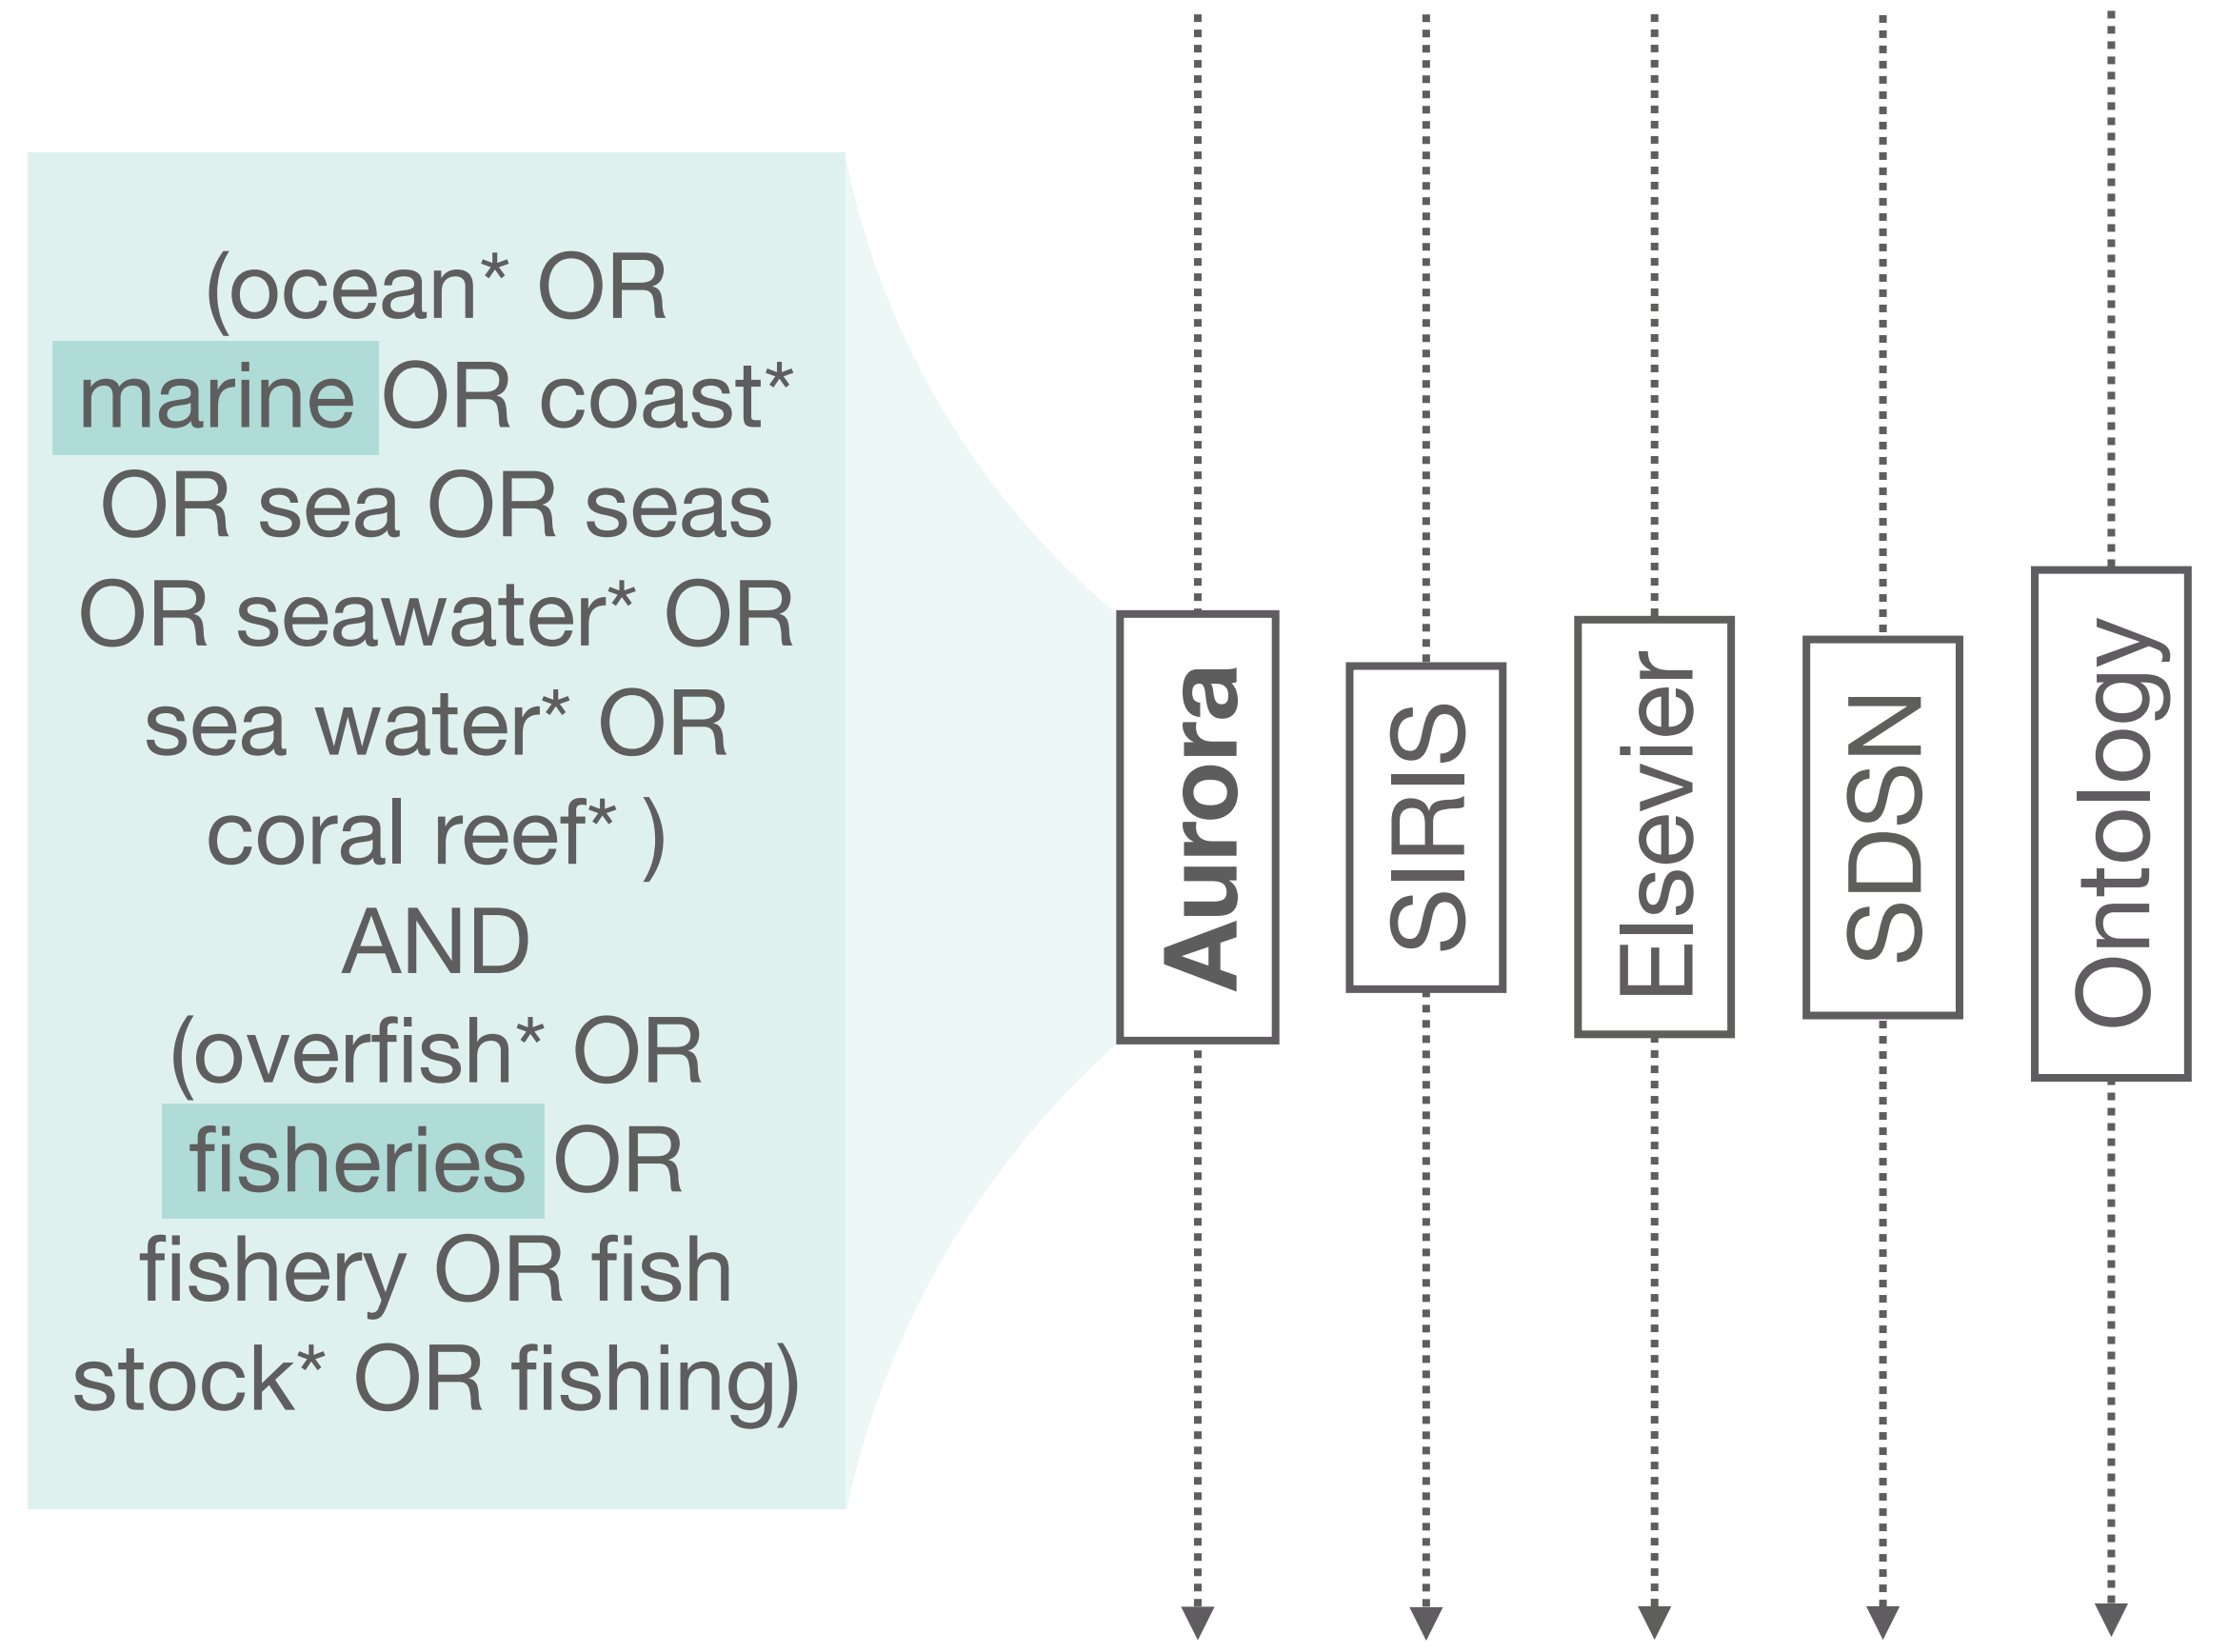 (ocean* OR
marine OR coast*
OR sea OR seas
OR seawater* OR
sea water* OR
coral reef* )
AND
(overfish* OR
fisheries OR
fishery OR fish
stock* OR fishing)
Aurora
SIRIS
Elsevier
SDSN
Ontology